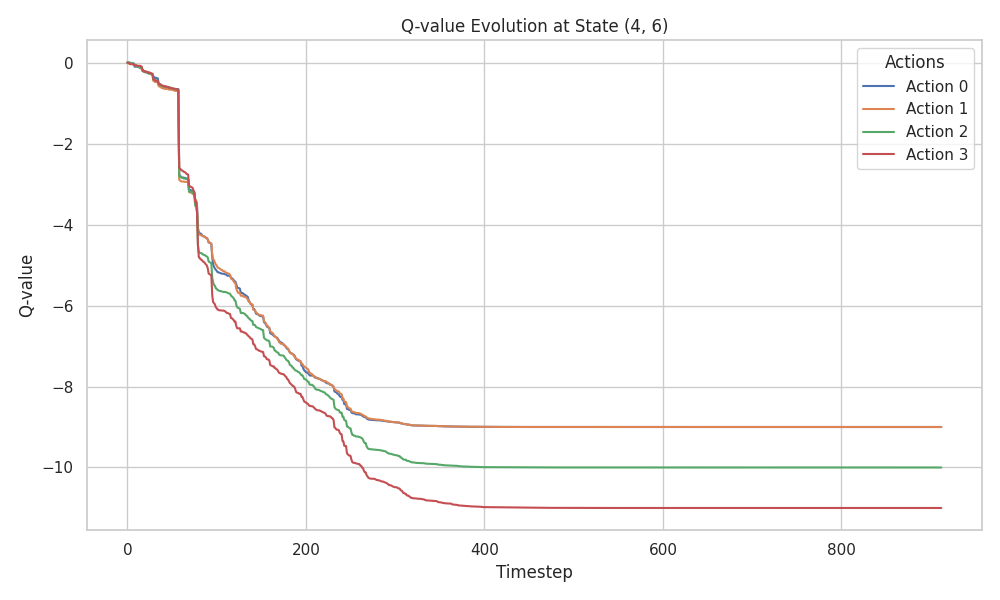 Q-value Evolution at State (4, 6)
Actions
Action 0
Action 1
Action 2
Action 3
Q-value
0
−2
−4
−6
−8
−10
0
200
400
600
800
Timestep